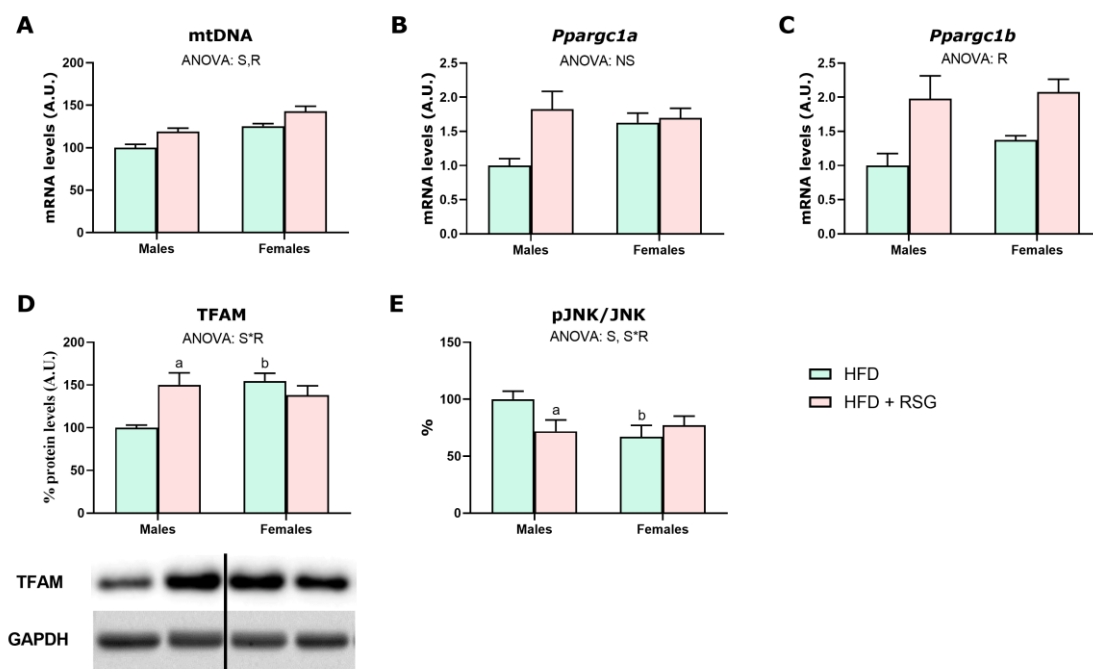 A
mtDNA
ANOVA: S,R
mRNA levels (A.U.)
200
150
100
50
0
Males
Females
B
Ppargc1a
ANOVA: NS
mRNA levels (A.U.)
2.5
2.0
1.5
1.0
0.5
0.0
Males
Females
C
Ppargc1b
ANOVA: R
mRNA levels (A.U.)
2.5
2.0
1.5
1.0
0.5
0.0
Males
Females
D
TFAM
ANOVA: S*R
% protein levels (A.U.)
200
150
100
50
0
a
b
Males
Females
TFAM
GAPDH
E
pJNK/JNK
ANOVA: S, S*R
%
150
100
50
0
a
b
Males
Females
HFD
HFD + RSG